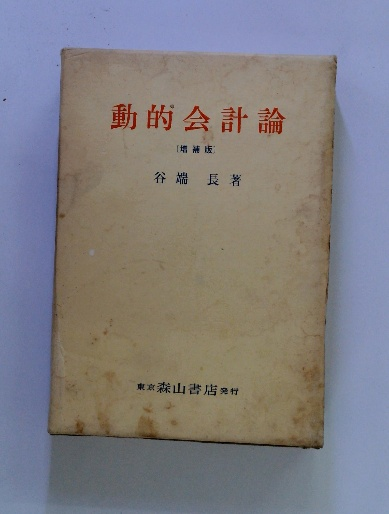 動的会計論
〔増補版〕
谷端 長 著
東京 森山書店 発行